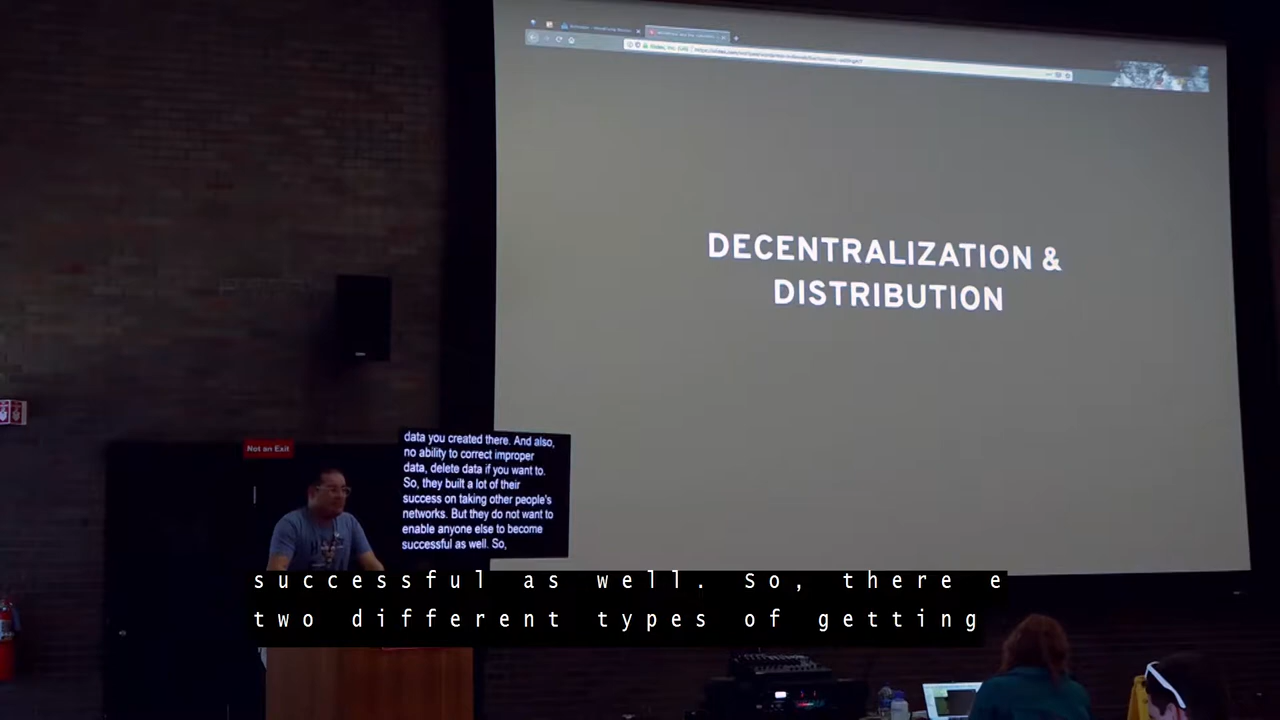 DECENTRALIZATION &
DISTRIBUTION
Not an Exit
data you created there. And also,
no ability to correct improper
data, delete data if you want to.
So, they built a lot of their
success on taking other people's
networks. But they do not want to
enable anyone else to become
successful as well. So,
successful as well. So, there e
two different types of getting